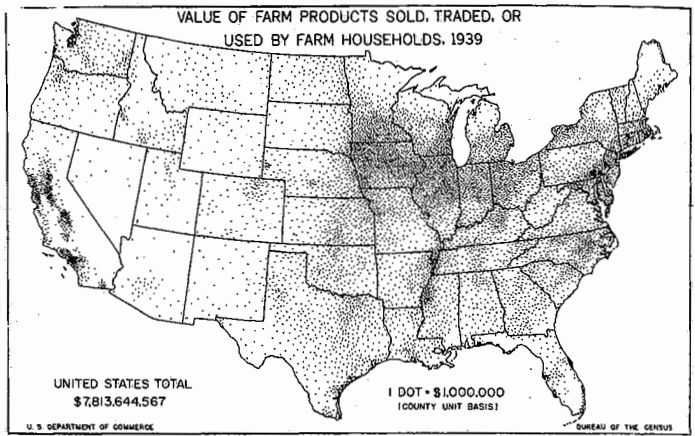 VALUE OF FARM PRODUCTS SOLD, TRADED, OR
USED BY FARM HOUSEHOLDS, 1939
UNITED STATES TOTAL
$7,813,644,567
1 DOT = $1,000,000
(COUNTY UNIT BASIS)
U. S. DEPARTMENT OF COMMERCE
BUREAU OF THE CENSUS